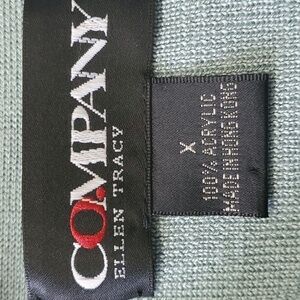 COMPANY
ELLEN TRACY
X
100% ACRYLIC
MADE IN HONG KONG